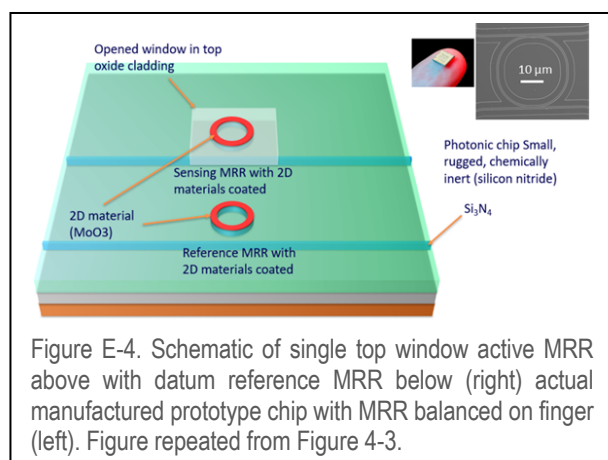 Opened window in top
oxide cladding
10 µm
Photonic chip Small,
rugged, chemically
inert (silicon nitride)
Sensing MRR with 2D
materials coated
Si₃N₄
2D material
(MoO3)
Reference MRR with
2D materials coated
Figure E-4. Schematic of single top window active MRR
above with datum reference MRR below (right) actual
manufactured prototype chip with MRR balanced on finger
(left). Figure repeated from Figure 4-3.